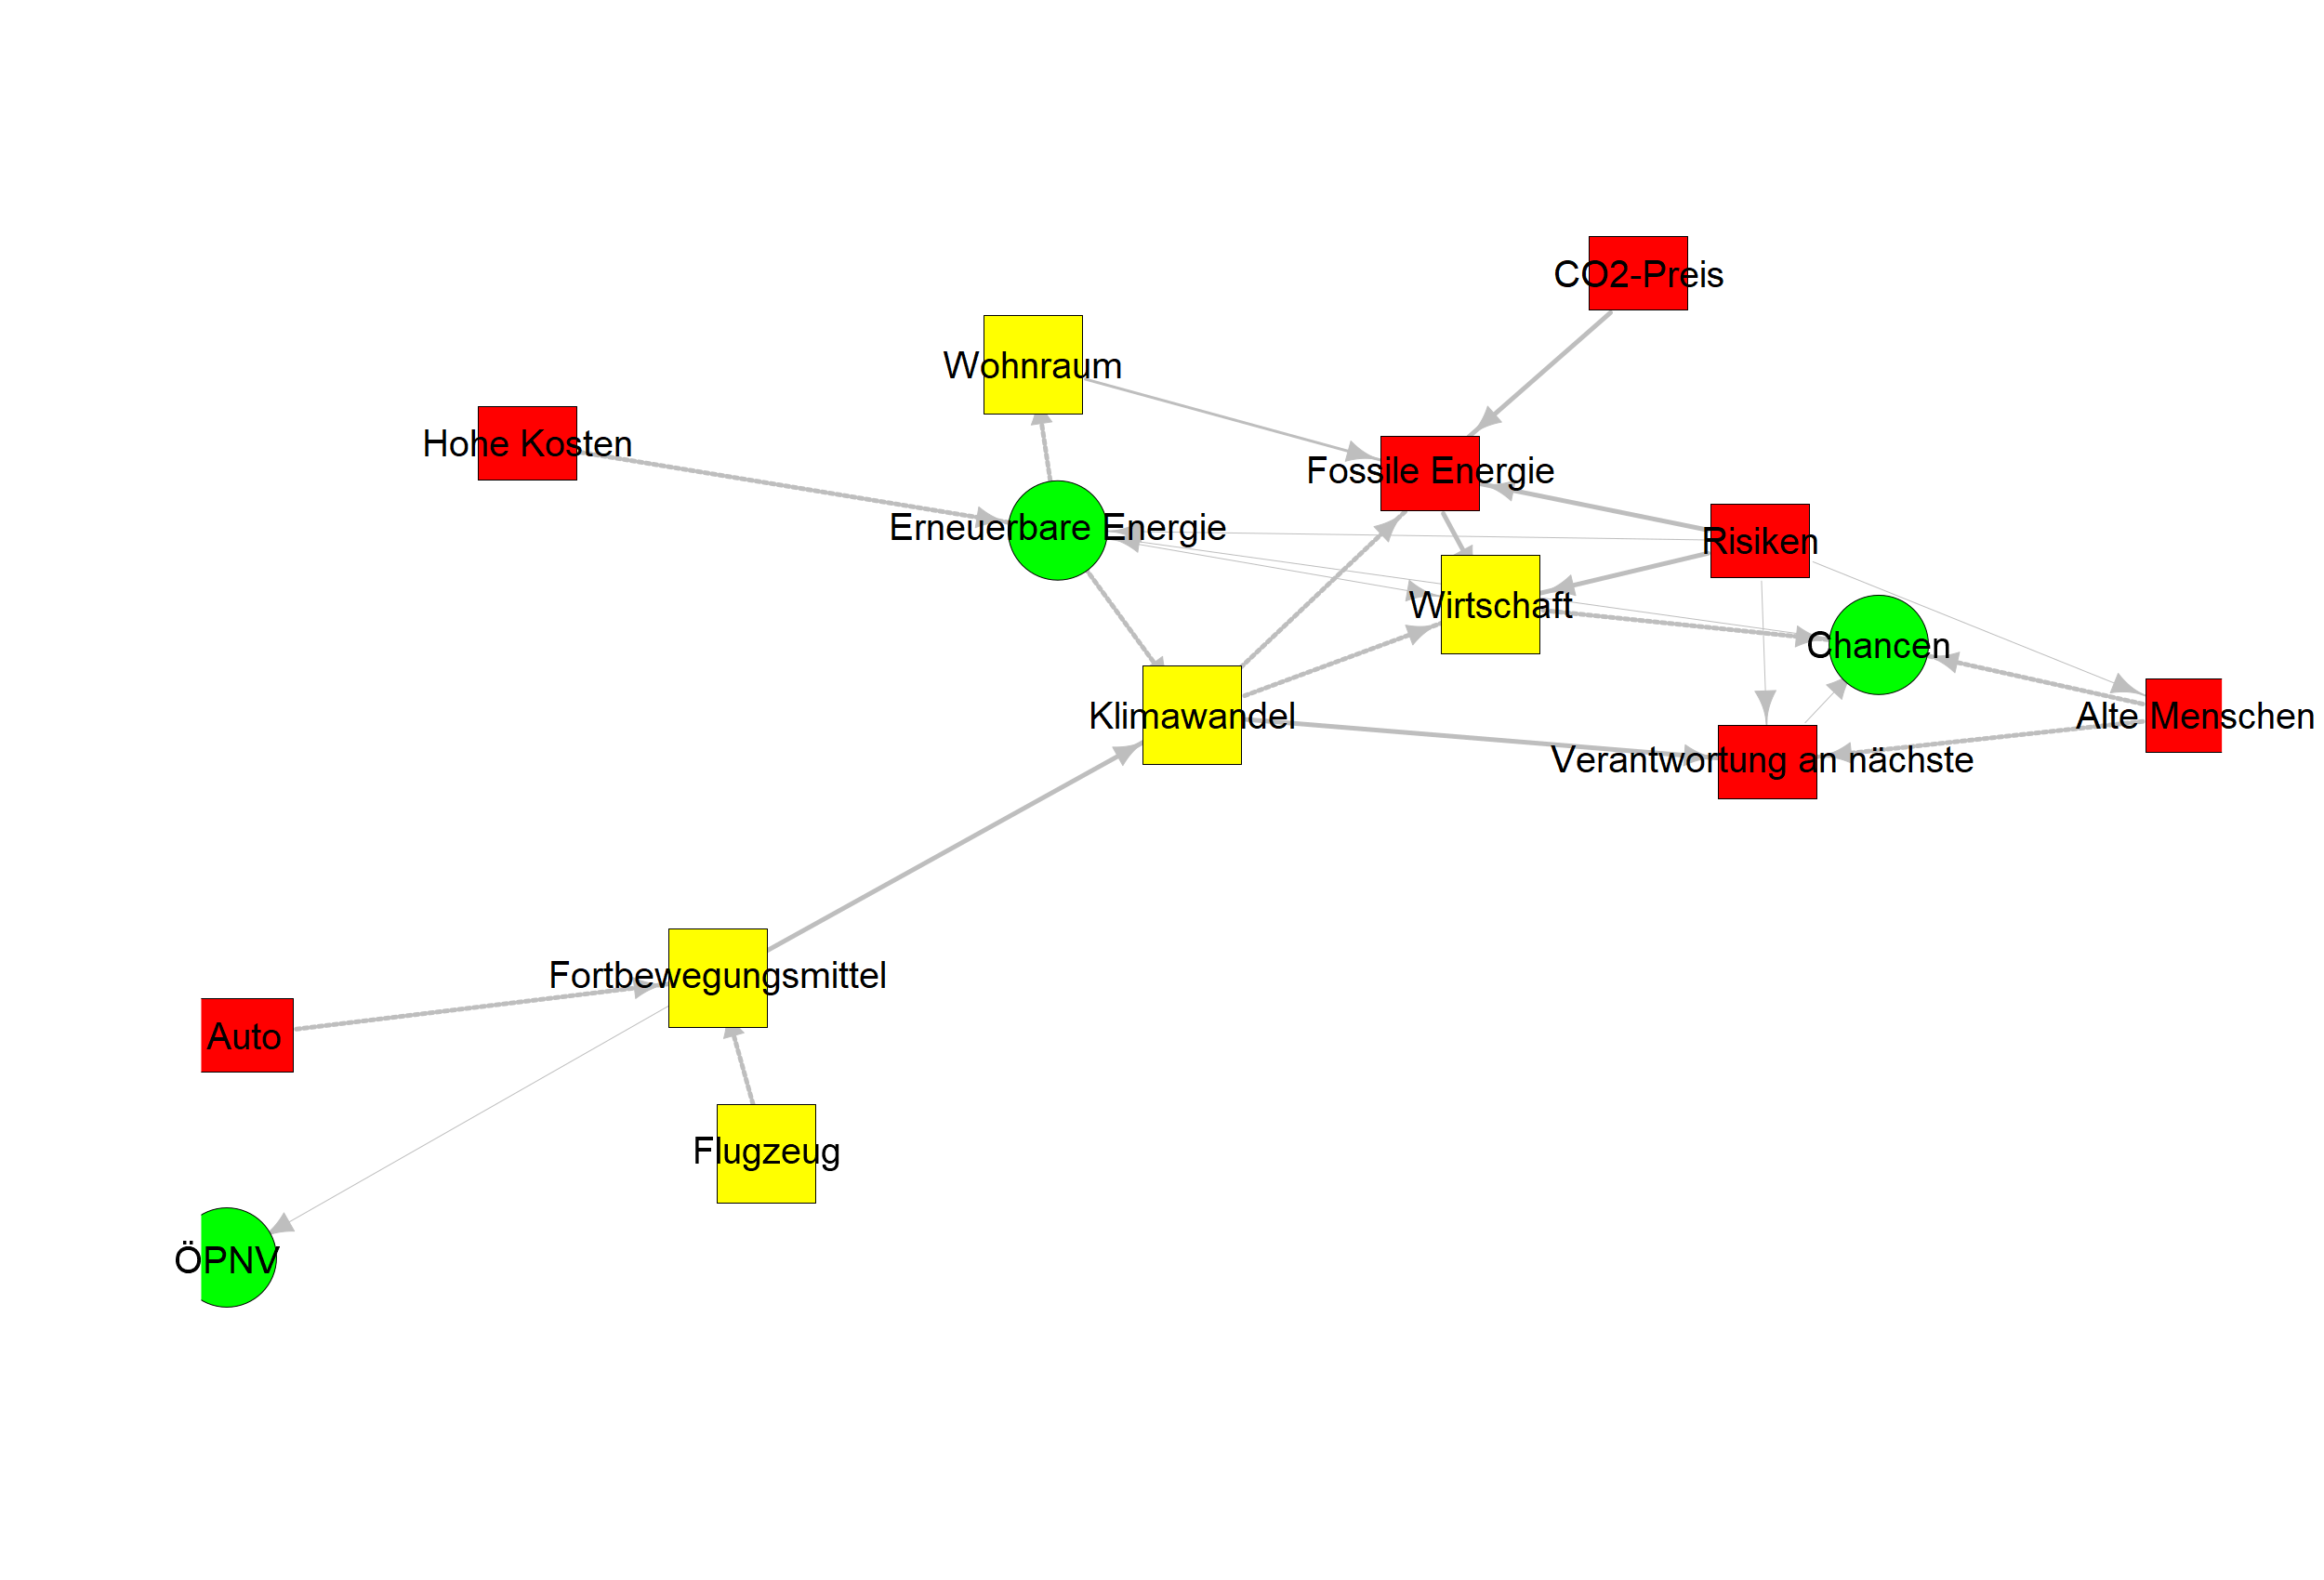 CO2-Preis
Wohnraum
Hohe Kosten
Fossile Energie
Erneuerbare Energie
Risiken
Wirtschaft
Chancen
Klimawandel
Alte Menschen
Verantwortung an nächste
Fortbewegungsmittel
Auto
Flugzeug
ÖPNV